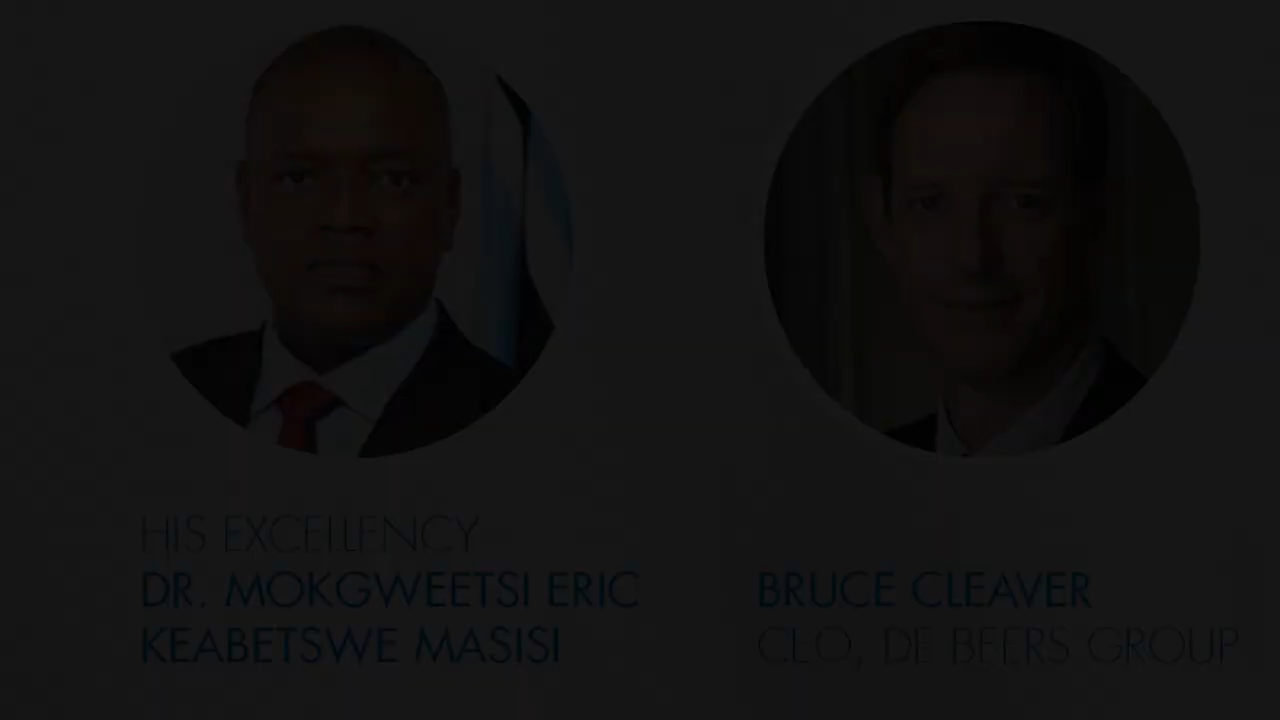 HIS EXCELLENCY
DR. MOKGWEETSI ERIC
KEABETSWE MASISI
BRUCE CLEAVER
CEO, DE BEERS GROUP